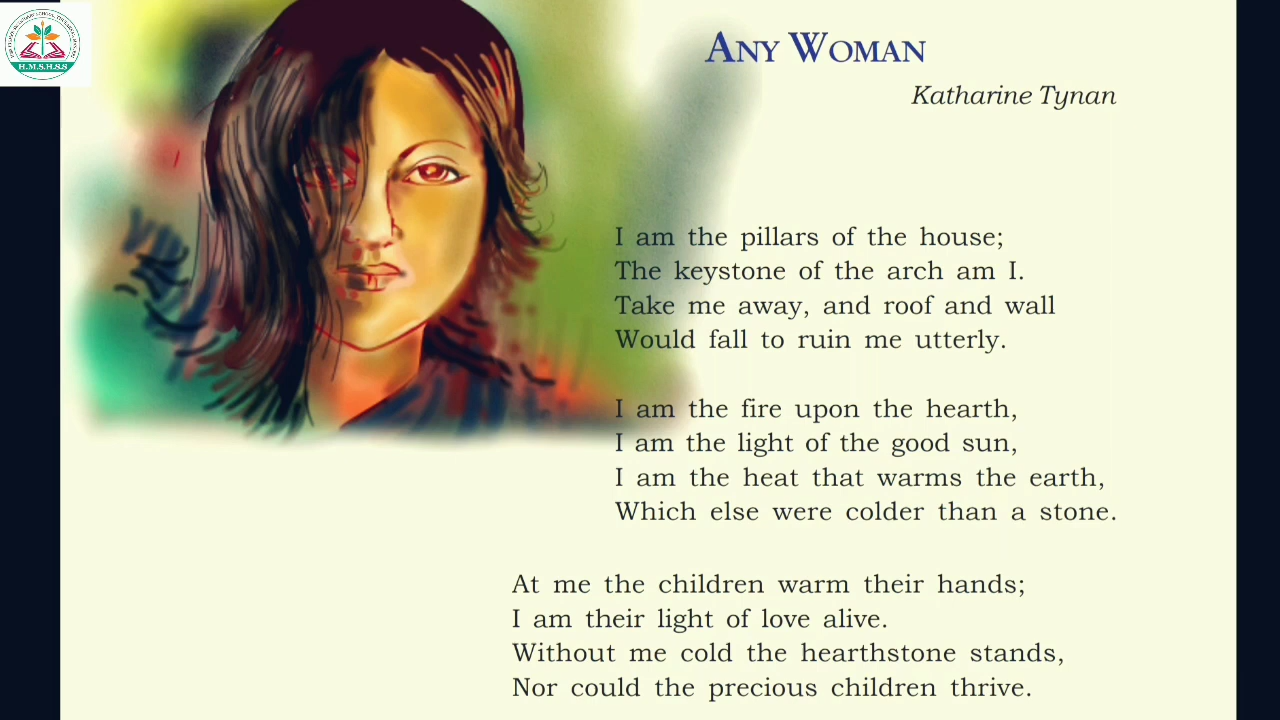 H.M.S.H.S.S
ANY WOMAN
Katharine Tynan
I am the pillars of the house;
The keystone of the arch am I.
Take me away, and roof and wall
Would fall to ruin me utterly.
I am the fire upon the hearth,
I am the light of the good sun,
I am the heat that warms the earth,
Which else were colder than a stone.
At me the children warm their hands;
I am their light of love alive.
Without me cold the hearthstone stands,
Nor could the precious children thrive.